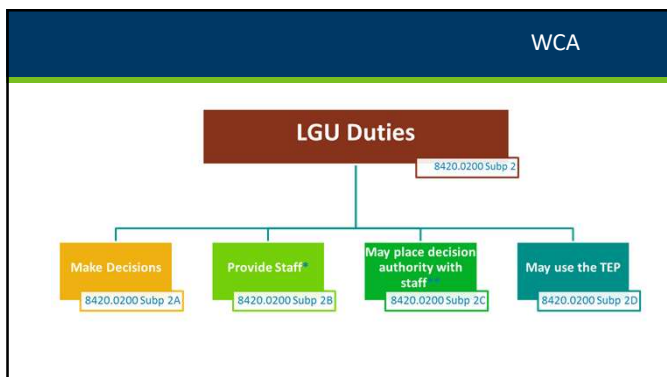 WCA
LGU Duties
8420.0200 Subp 2
Make Decisions
8420.0200 Subp 2A
Provide Staff*
8420.0200 Subp 2B
May place decision
authority with
staff**
8420.0200 Subp 2C
May use the TEP
8420.0200 Subp 2D